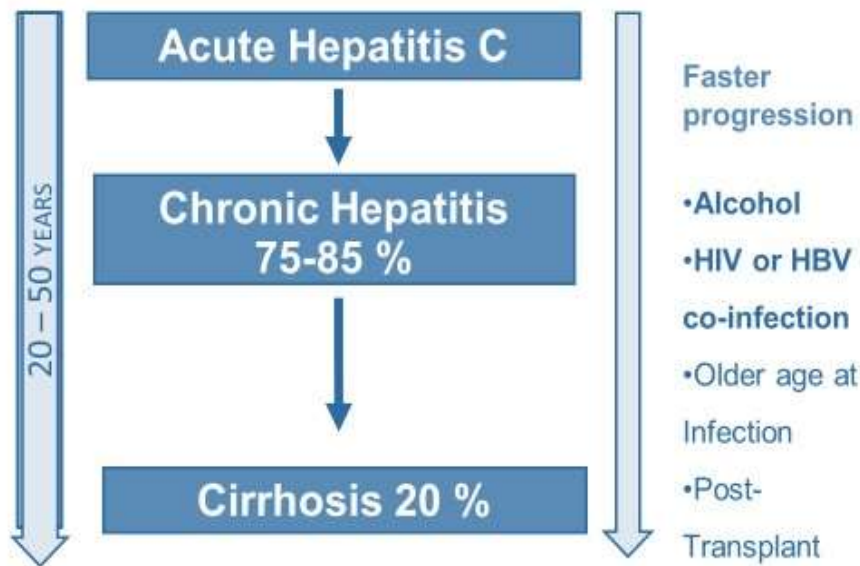 Acute Hepatitis C
Chronic Hepatitis
75-85 %
Cirrhosis 20 %
20 – 50 YEARS
Faster
progression
•Alcohol
•HIV or HBV
co-infection
•Older age at
Infection
•Post-
Transplant